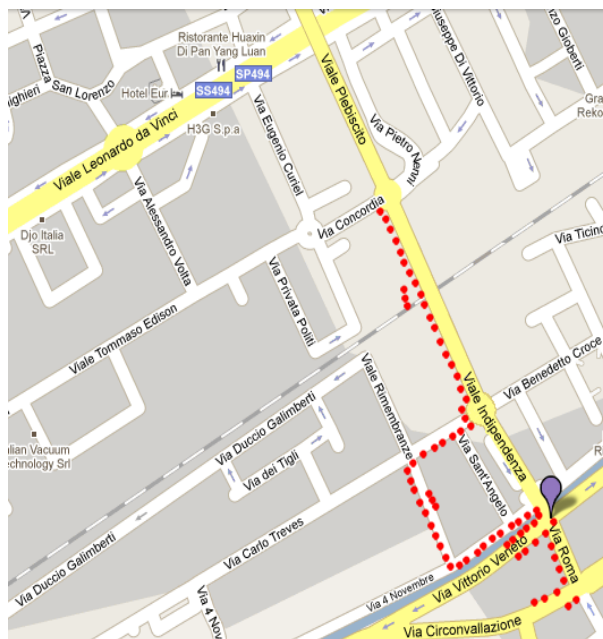 Ristorante Huaxin
Di Pan Yang Luan
Piazza
San Lorenzo
Hotel Eur.
SS494
SP494
H3G S.p.a
Viale Leonardo da Vinci
Via Eugenio Curiel
Viale Plebiscito
Giuseppe Di Vittorio
Gioberti
Via Pietro Nenni
Via Concordia
Via Ticino
Djo Italia
SRL
Via Alessandro Volta
Via Privata Politi
Viale Tommaso Edison
Via Benedetto Croce
Viale Rimembranze
Viale Indipendenza
Via Duccio Galimberti
Via dei Tigli
Via Sant'Angelo
Via Carlo Treves
Via Duccio Galimberti
Via Vittorio Veneto
Via Roma
Via 4 Novembre
Via 4 Nov
Via Circonvallazione